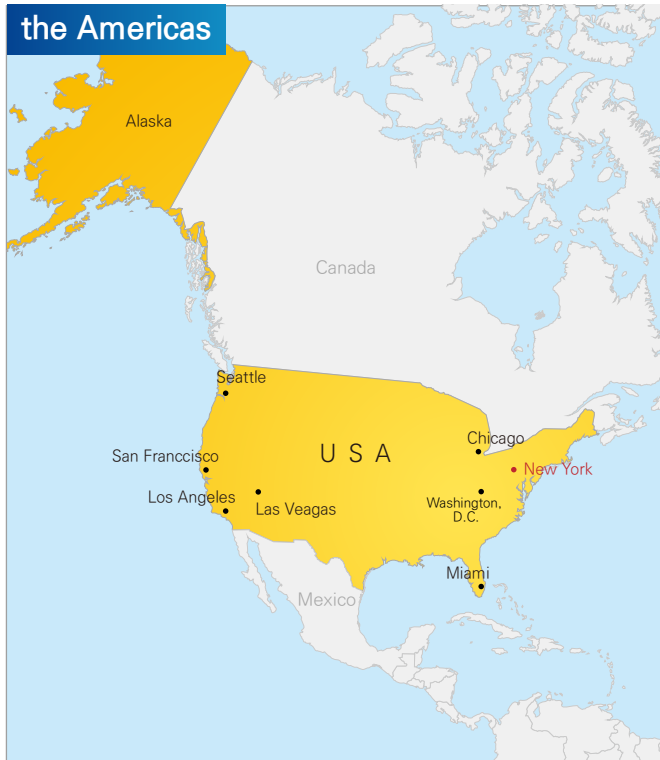 the Americas
Alaska
Canada
Seattle
Chicago
U S A
San Franccisco
New York
Los Angeles
Las Veagas
Washington,
D.C.
Miami
Mexico